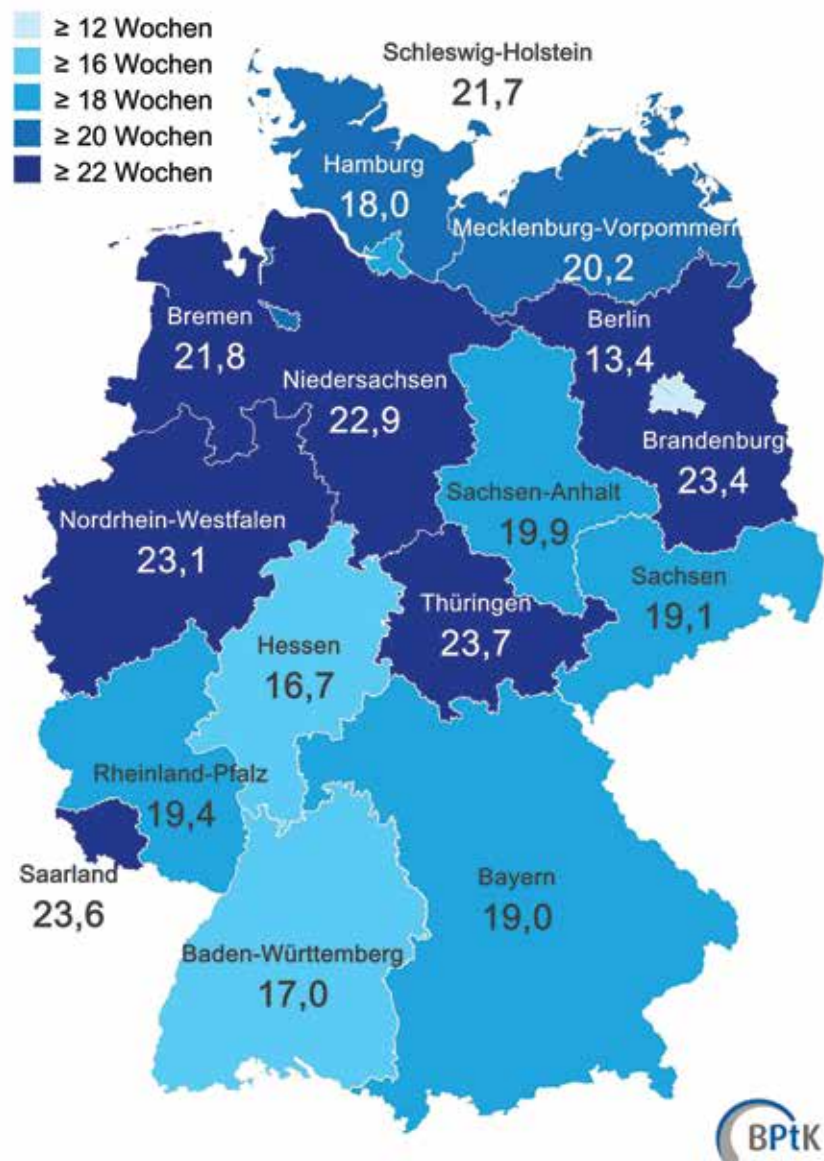 ≥ 12 Wochen
≥ 16 Wochen
≥ 18 Wochen
≥ 20 Wochen
≥ 22 Wochen
Schleswig-Holstein
21,7
Hamburg
18,0
Mecklenburg-Vorpommern
20,2
Bremen
21,8
Berlin
13,4
Niedersachsen
22,9
Brandenburg
23,4
Sachsen-Anhalt
19,9
Nordrhein-Westfalen
23,1
Sachsen
19,1
Thüringen
23,7
Hessen
16,7
Rheinland-Pfalz
19,4
Saarland
23,6
Bayern
19,0
Baden-Württemberg
17,0
BPtK